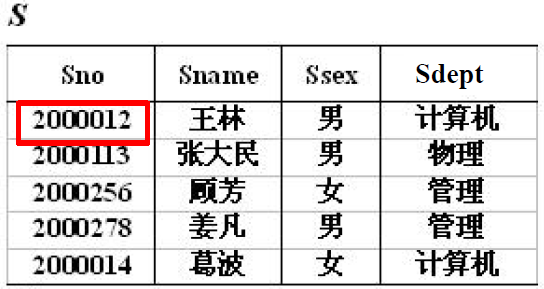 S
Sno Sname Ssex Sdept
2000012 王林 男 计算机
2000113 张大民 男 物理
2000256 顾芳 女 管理
2000278 姜凡 男 管理
2000014 葛波 女 计算机